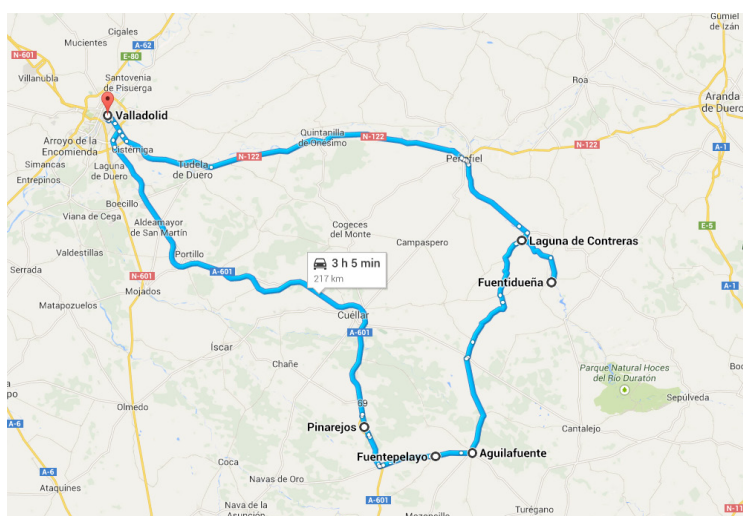 Cigales
Gumiel
de Izán
Mucientes
A-62
N-601
E-80
Villanubla
Santovenia
de Pisuerga
Roa
Aranda
de Duero
Valladolid
Quintanilla
de Onésimo
N-122
Arroyo de la
Encomienda
Cistérniga
N-122
Peñafiel
N-122
A-1
Simancas
Laguna
de Duero
Tudela
de Duero
Entrepinos
Boecillo
Viana de Cega
Aldeamayor
de San Martín
Cogeces
del Monte
E-5
Campaspero
Laguna de Contreras
Valdestillas
Portillo
3 h 5 min
217 km
Serrada
A-601
N-601
Fuentidueña
A-1
Mojados
Matapozuelos
Cuéllar
A-601
Íscar
Chañe
Parque Natural Hoces
del Río Duratón
Sepúlveda
Olmedo
69
A-6
Pinarejos
Cantalejo
Fuentepelayo
Aguilafuente
Coca
A-6
Navas de Oro
Ataquines
A-601
Turégano
N-11
Nava de la
Asunción
Mozoncillo